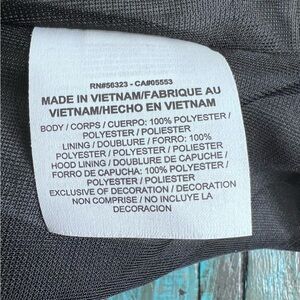 RN#56323 - CA#05553
MADE IN VIETNAM/FABRIQUE AU
VIETNAM/HECHO EN VIETNAM
BODY / CORPS / CUERPO: 100% POLYESTER /
POLYESTER / POLIESTER
LINING / DOUBLURE / FORRO: 100%
POLYESTER / POLYESTER / POLIESTER
HOOD LINING / DOUBLURE DE CAPUCHE /
FORRO DE CAPUCHA: 100% POLYESTER /
POLYESTER / POLIESTER
EXCLUSIVE OF DECORATION / DECORATION
NON COMPRISE / NO INCLUYE LA
DECORACION